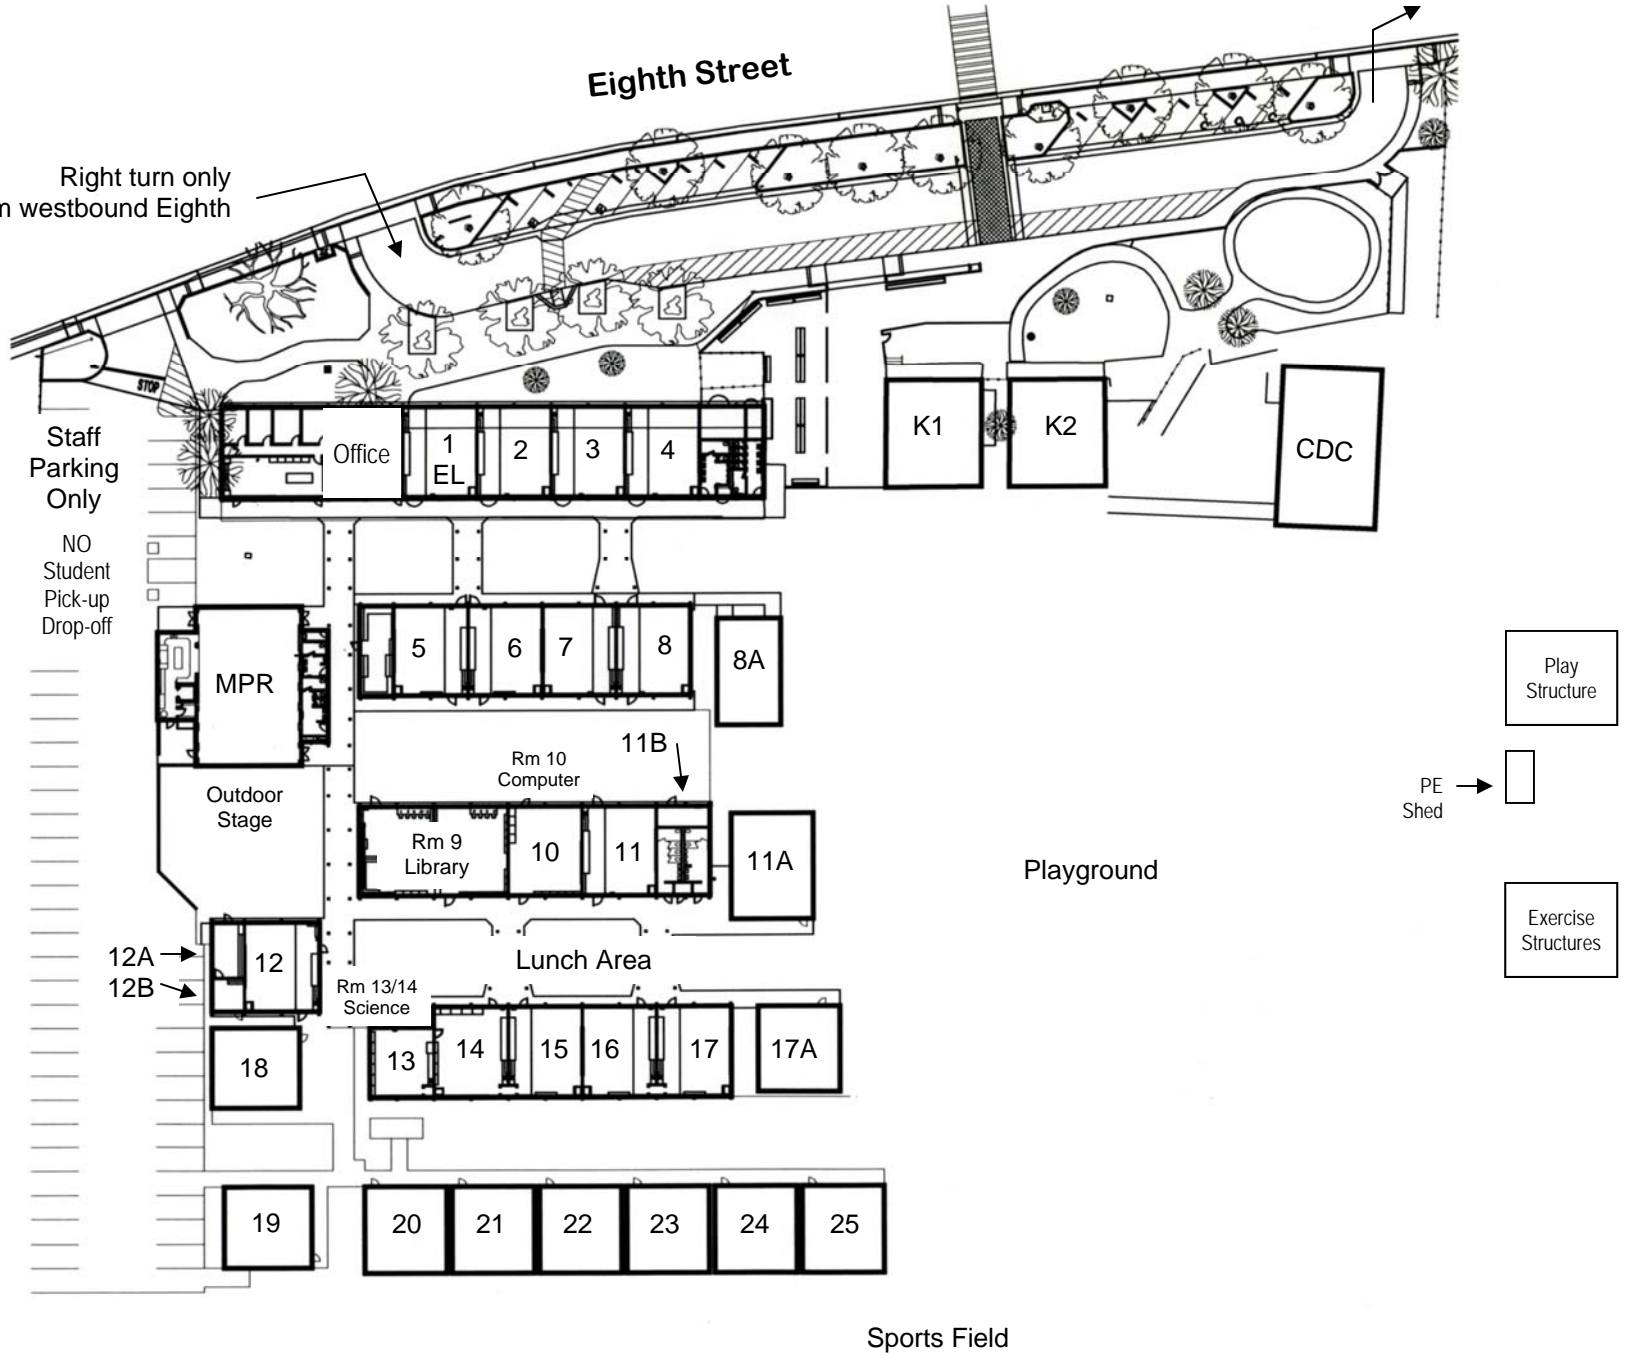 Eighth Street
Right turn only
m westbound Eighth
STOP
Staff
Parking
Only
NO
Student
Pick-up
Drop-off
Office
1
EL
2
3
4
K1
K2
CDC
5
6
7
8
8A
MPR
Play
Structure
11B
Rm 10
Computer
PE
Shed
Outdoor
Stage
Rm 9
Library
10
11
11A
Playground
Exercise
Structures
12A
12B
12
Lunch Area
Rm 13/14
Science
13
14
15
16
17
17A
18
19
20
21
22
23
24
25
Sports Field